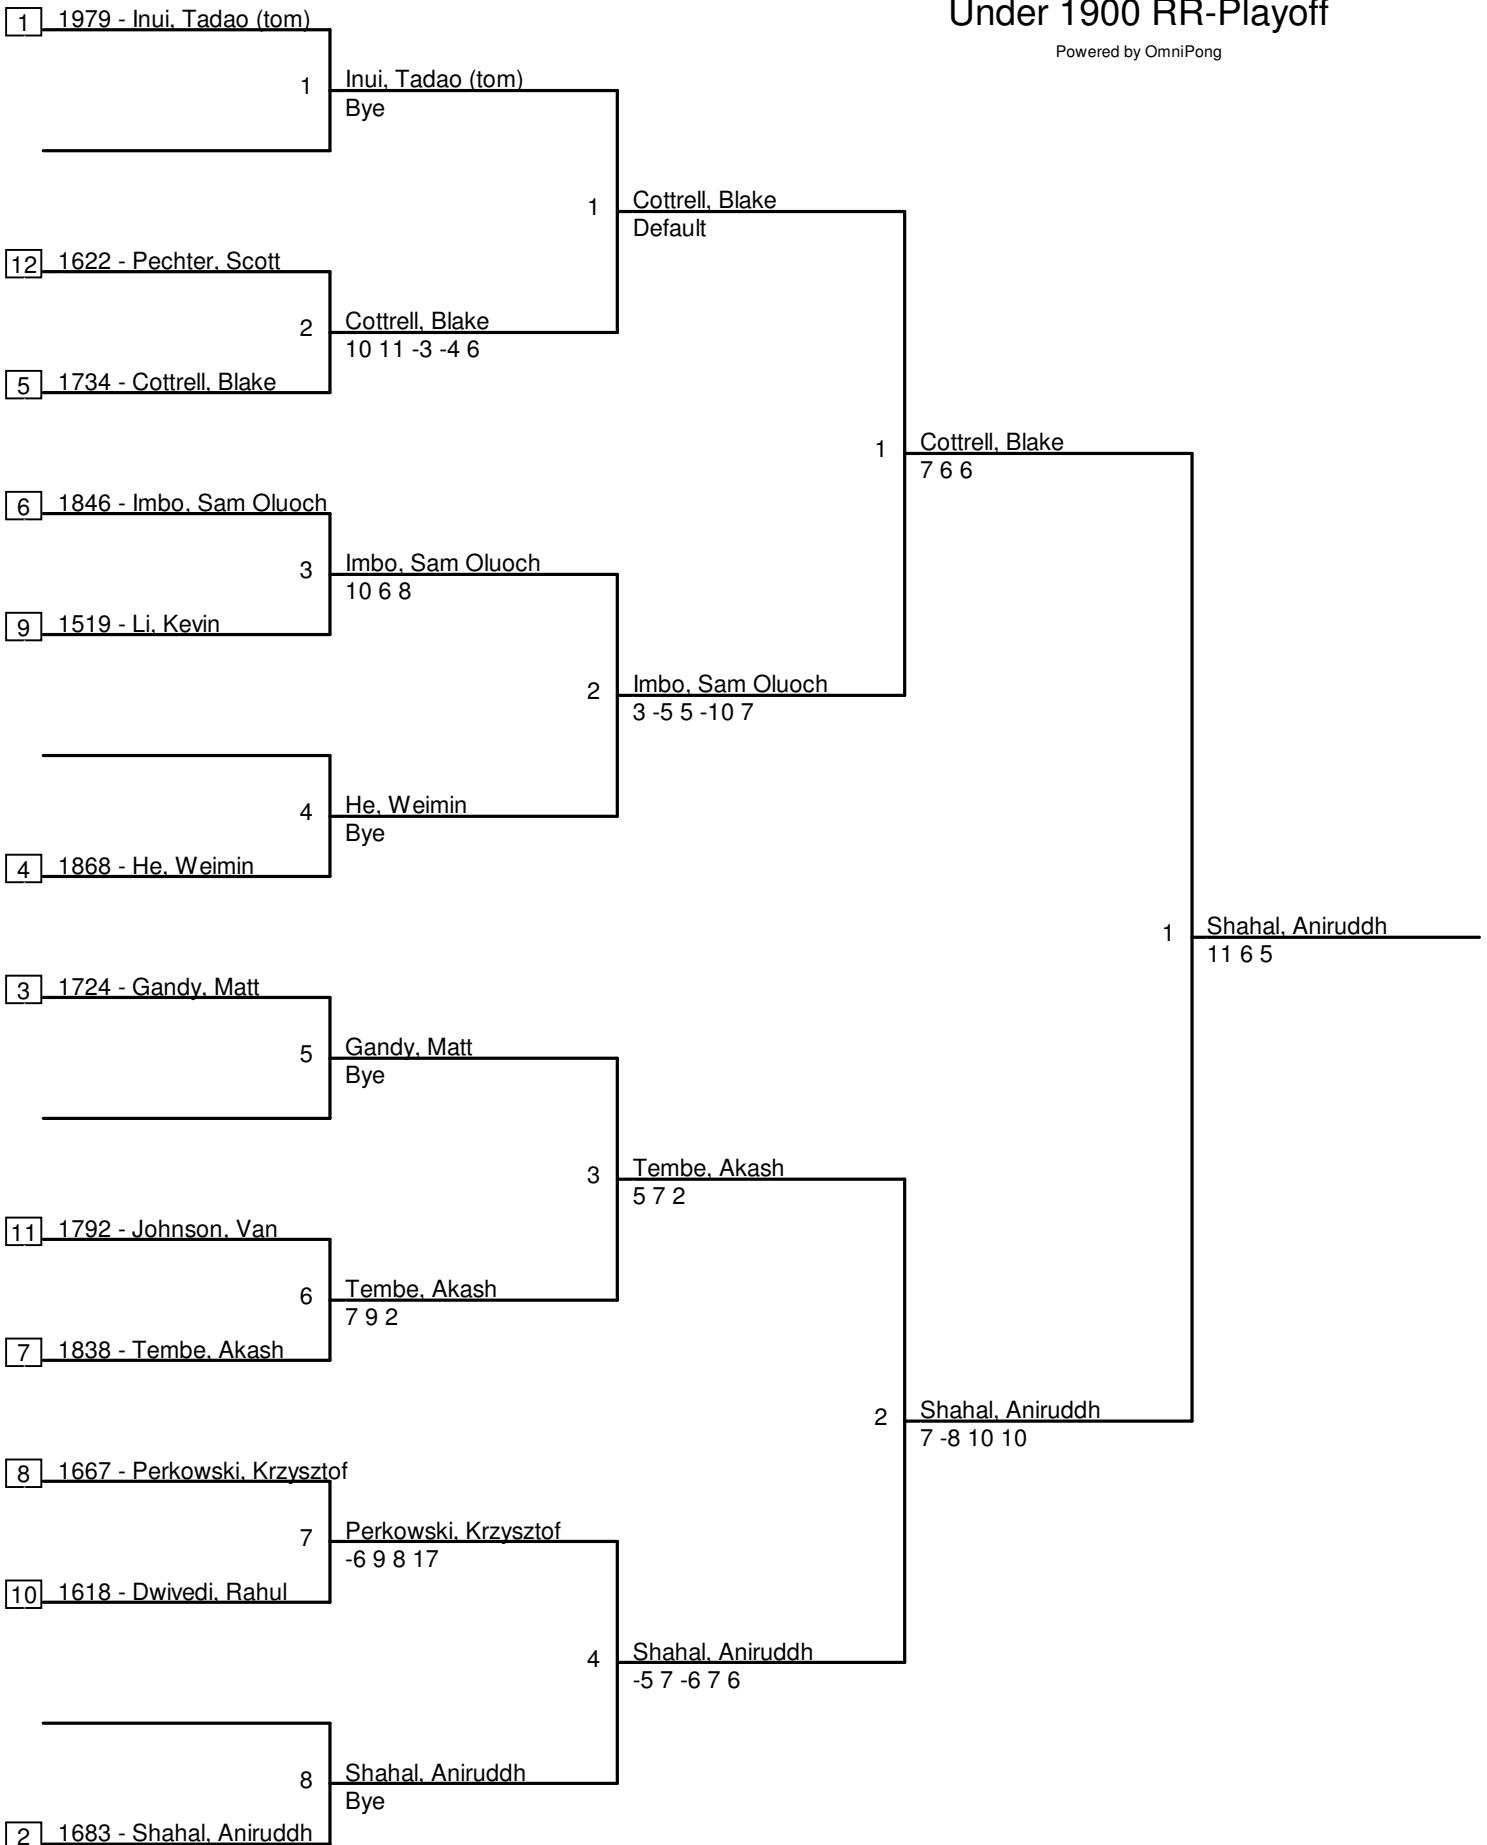 Under 1900 RR-Playoff
Powered by OmniPong
1 1979 - Inui, Tadao (tom)
1 Inui, Tadao (tom)
Bye
1 Cottrell, Blake
Default
12 1622 - Pechter, Scott
2 Cottrell, Blake
10 11 -3 -4 6
5 1734 - Cottrell, Blake
1 Cottrell, Blake
7 6 6
6 1846 - Imbo, Sam Oluoch
3 Imbo, Sam Oluoch
10 6 8
9 1519 - Li, Kevin
2 Imbo, Sam Oluoch
3 -5 5 -10 7
4 He, Weimin
Bye
4 1868 - He, Weimin
1 Shahal, Aniruddh
11 6 5
3 1724 - Gandy, Matt
5 Gandy, Matt
Bye
3 Tembe, Akash
5 7 2
11 1792 - Johnson, Van
6 Tembe, Akash
7 9 2
7 1838 - Tembe, Akash
2 Shahal, Aniruddh
7 -8 10 10
8 1667 - Perkowski, Krzysztof
7 Perkowski, Krzysztof
-6 9 8 17
10 1618 - Dwivedi, Rahul
4 Shahal, Aniruddh
-5 7 -6 7 6
8 Shahal, Aniruddh
Bye
2 1683 - Shahal, Aniruddh